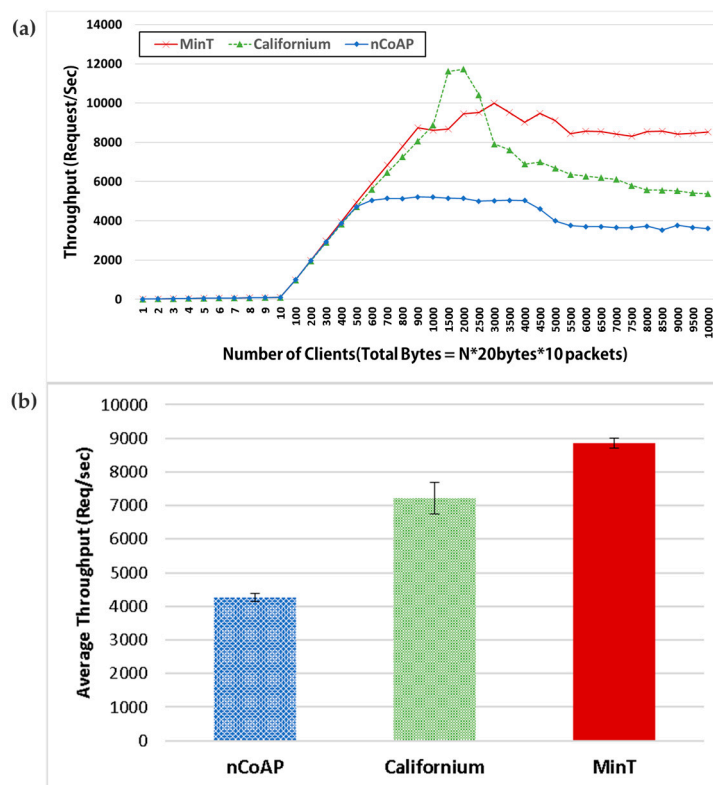 (a)
MinT Californium nCoAP
14000
12000
10000
8000
6000
4000
2000
0
Throughput (Request/Sec)
1 2 3 4 5 6 7 8 9 10 100 200 300 400 500 600 700 800 900 1000 1500 2000 2500 3000 3500 4000 4500 5000 5500 6000 6500 7000 7500 8000 8500 9000 9500 10000
Number of Clients(Total Bytes = N*20bytes*10 packets)
(b)
10000
9000
8000
7000
6000
5000
4000
3000
2000
1000
0
Average Throughput (Req/sec)
nCoAP Californium MinT